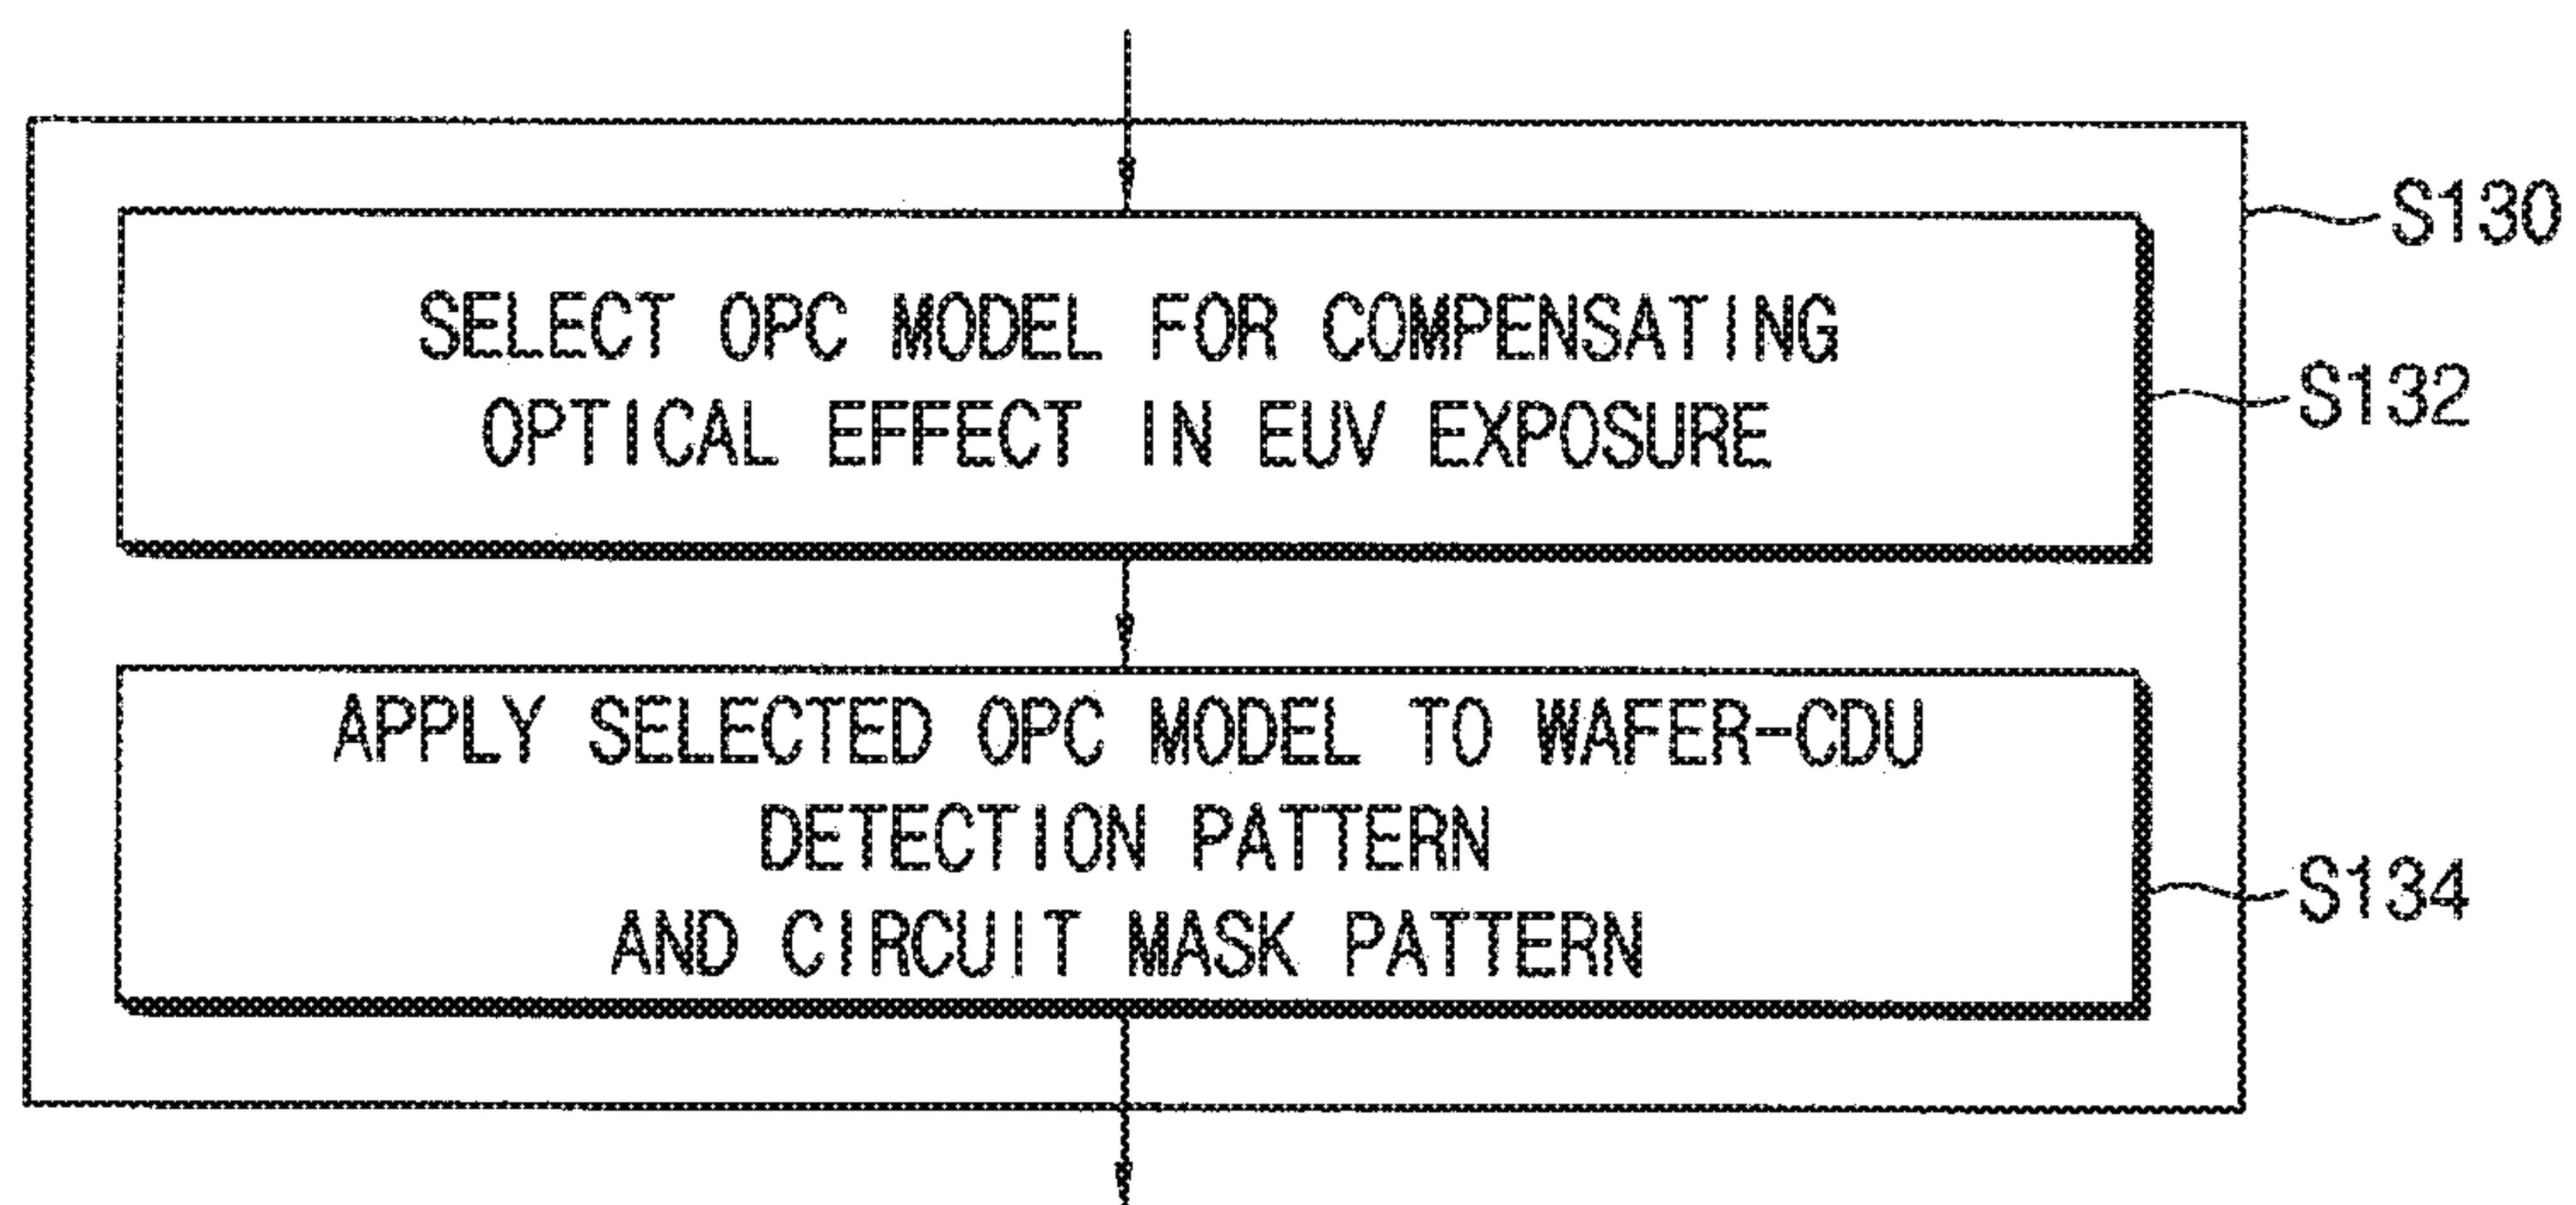 S130
SELECT OPC MODEL FOR COMPENSATING
OPTICAL EFFECT IN EUV EXPOSURE
S132
APPLY SELECTED OPC MODEL TO WAFER-CDU
DETECTION PATTERN
AND CIRCUIT MASK PATTERN
S134